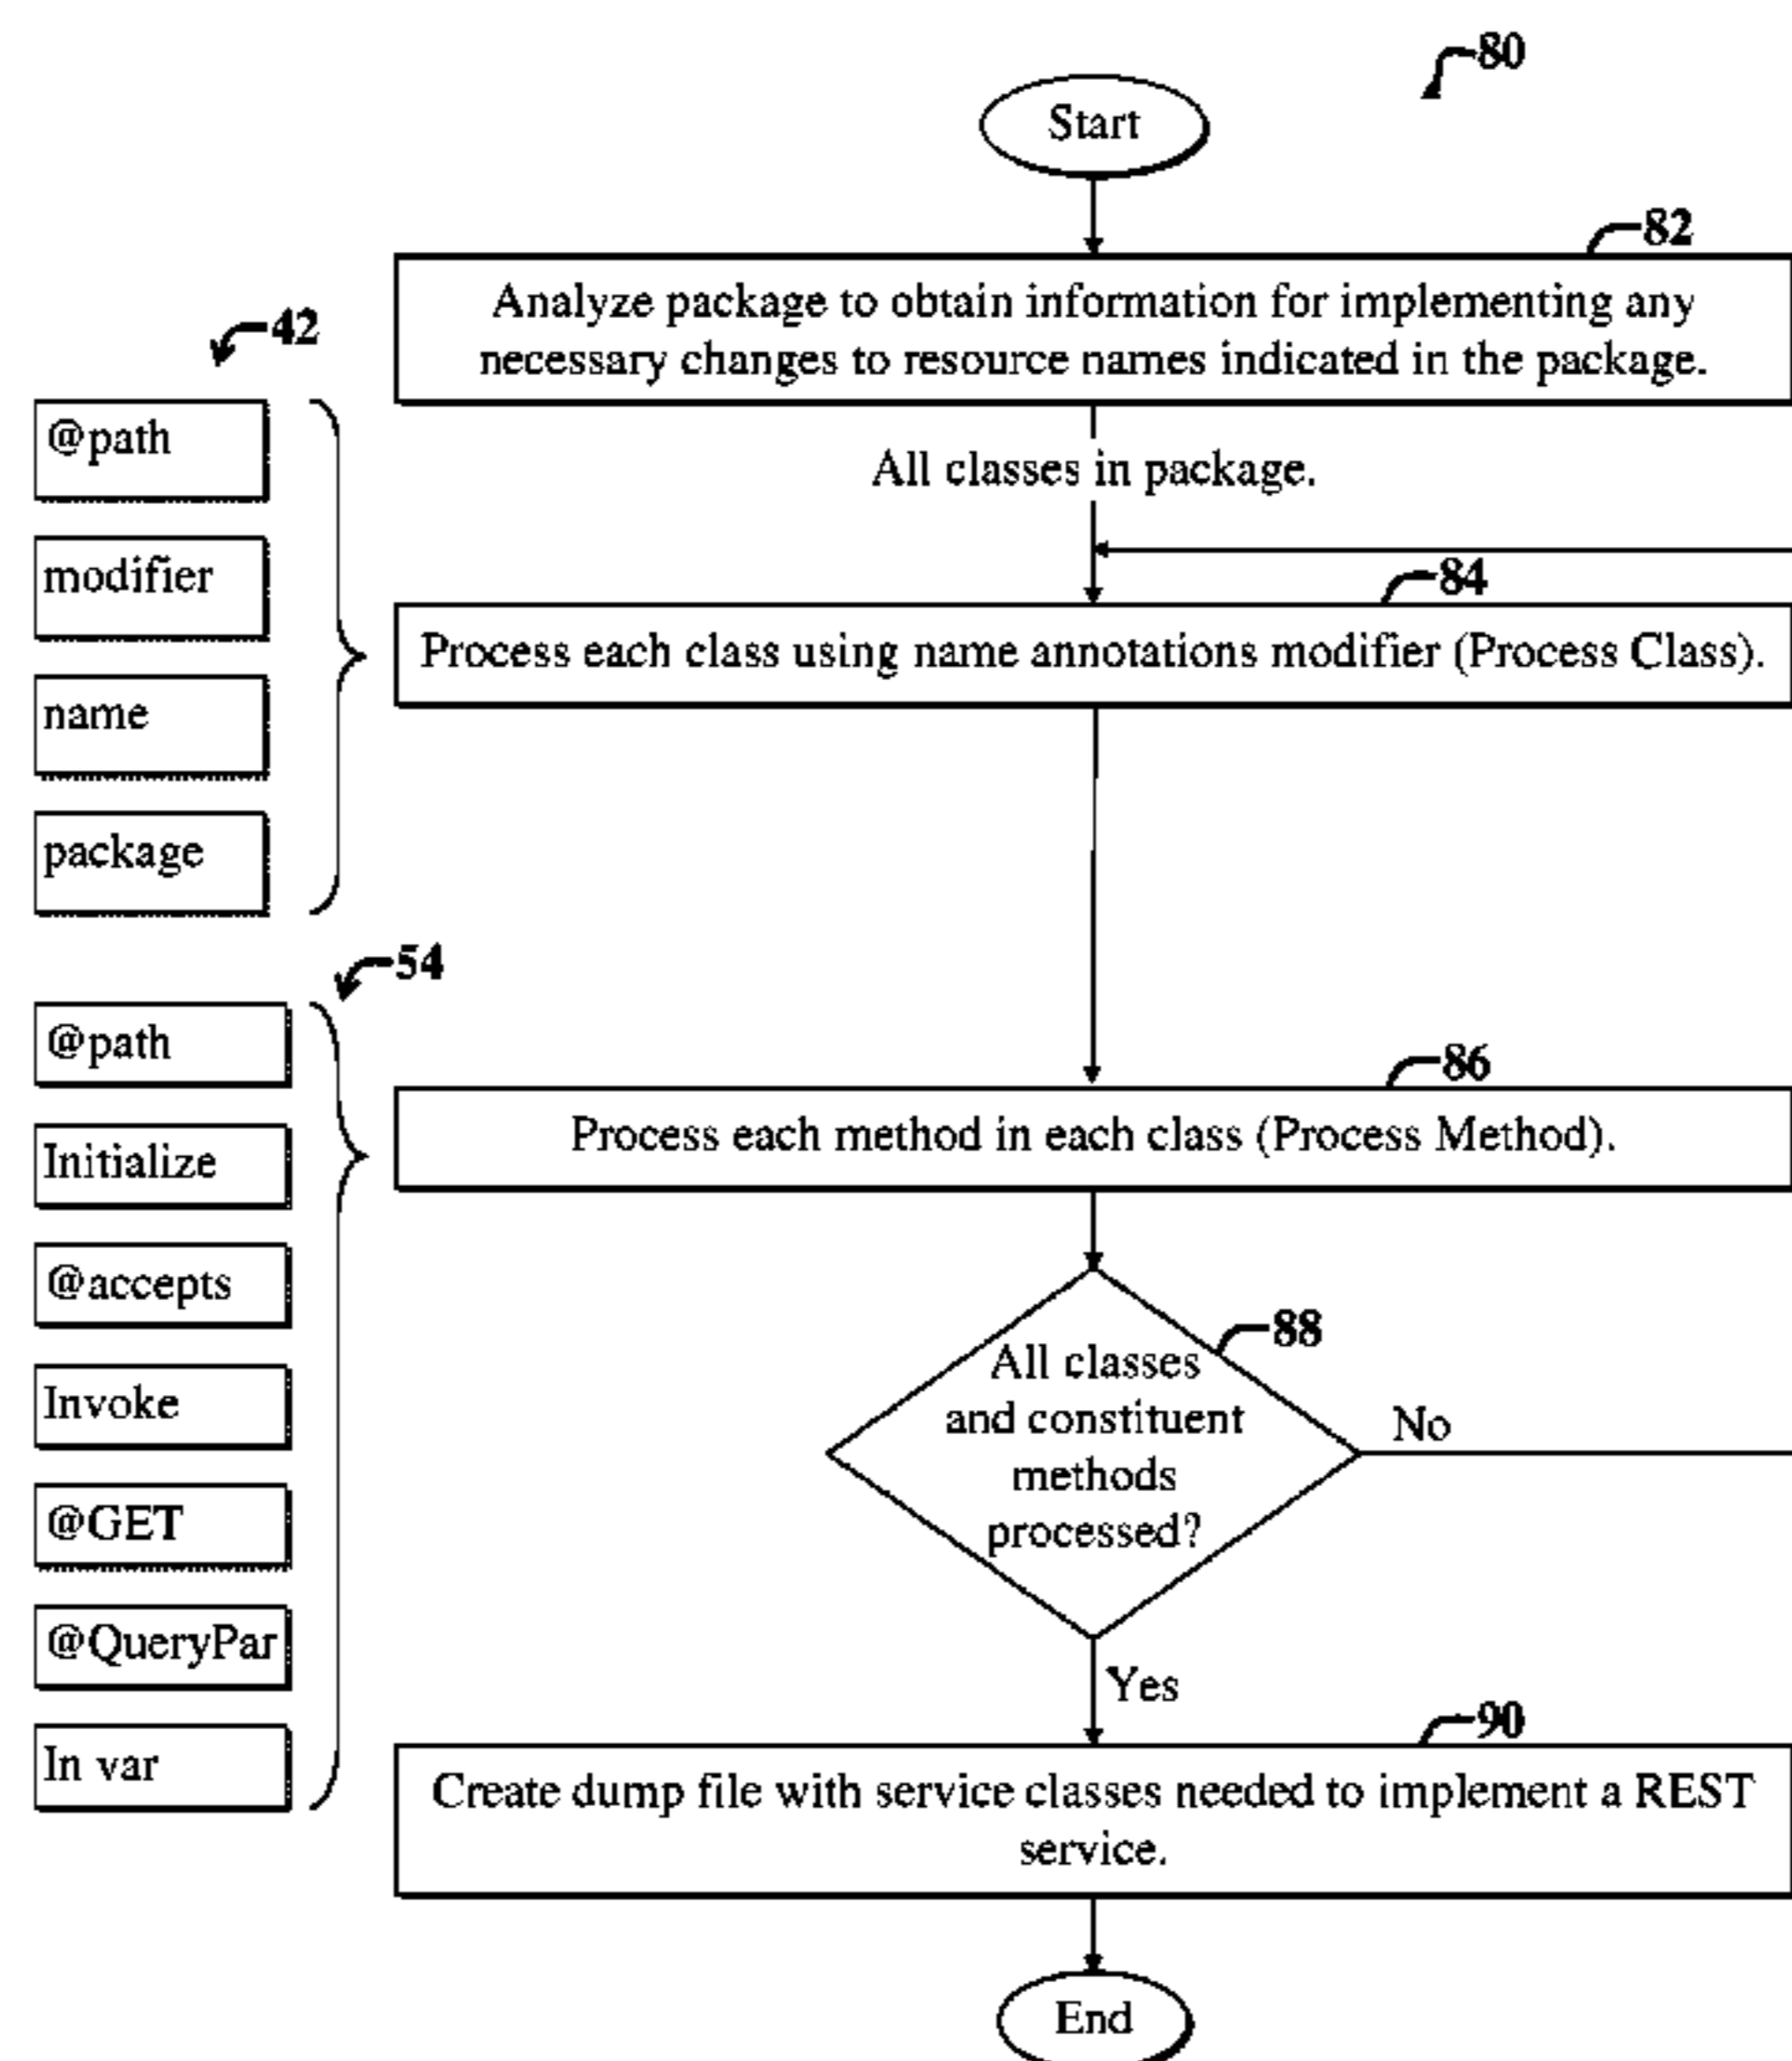 80
Start
82
Analyze package to obtain information for implementing any
necessary changes to resource names indicated in the package.
42
@path
modifier
name
package
All classes in package.
84
Process each class using name annotations modifier (Process Class).
54
@path
Initialize
@accepts
Invoke
@GET
@QueryPar
In var
86
Process each method in each class (Process Method).
88
All classes
and constituent
methods
processed?
No
Yes
90
Create dump file with service classes needed to implement a REST
service.
End